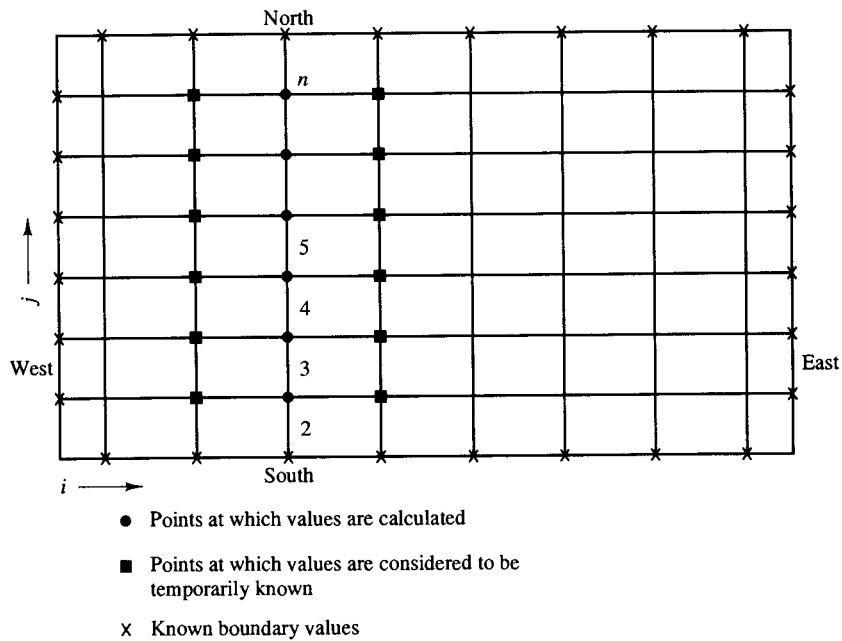 North
n
5
4
3
2
j
West
East
South
i
● Points at which values are calculated
■ Points at which values are considered to be
temporarily known
x Known boundary values